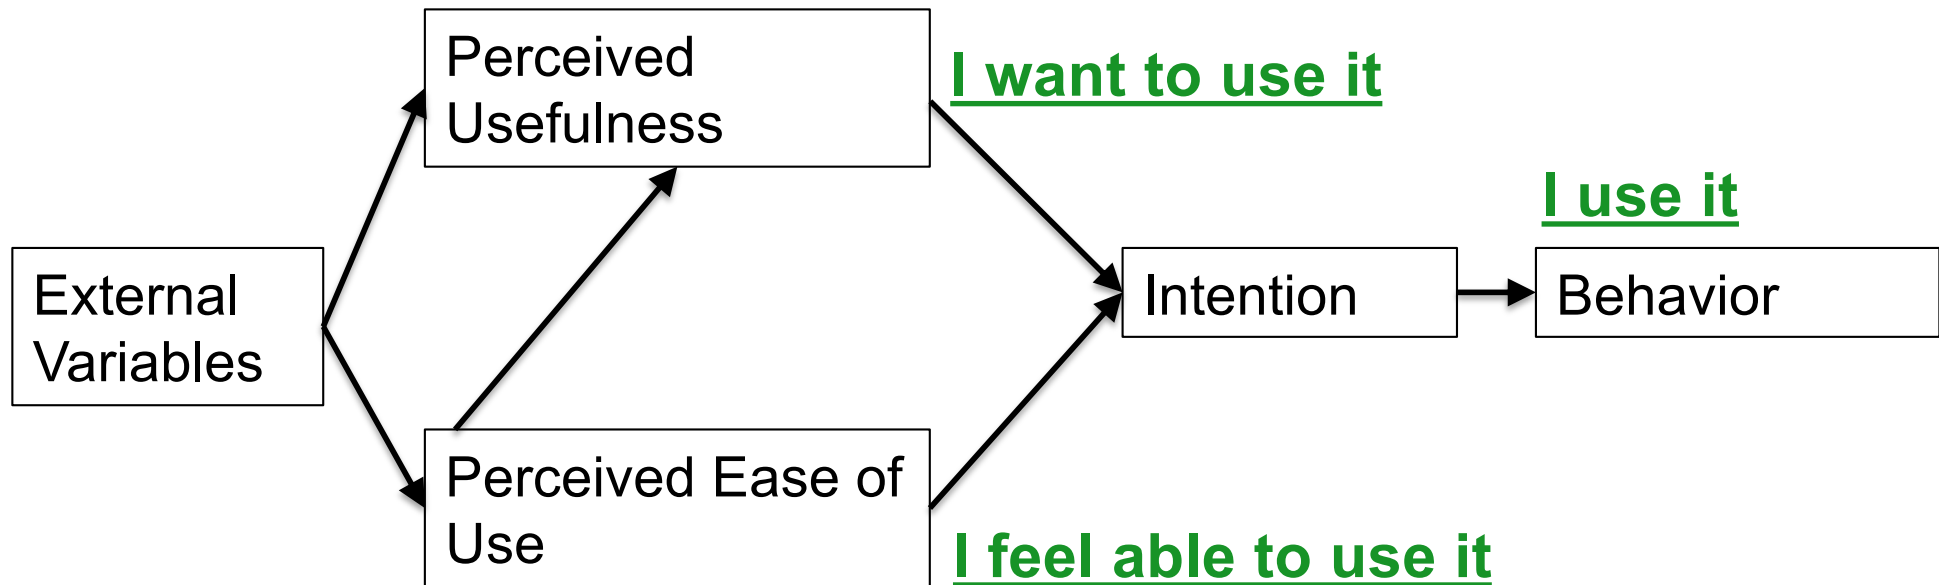 Perceived
Usefulness
I want to use it
I use it
External
Variables
Intention
Behavior
Perceived Ease of
Use
I feel able to use it